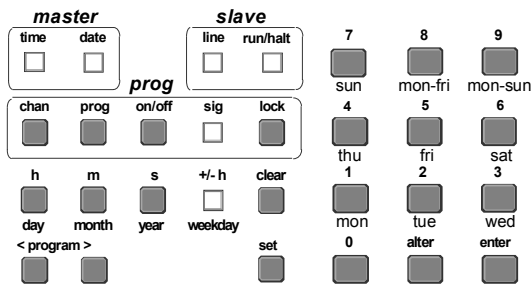 master slave
time date line run/halt 7 8 9
prog sun mon-fri mon-sun
chan prog on/off sig lock 4 5 6
thu fri sat
h m s +/- h clear 1 2 3
day month year weekday mon tue wed
< program > set 0 alter enter